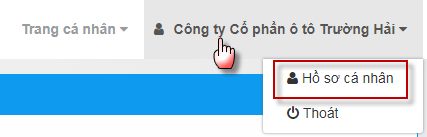 Trang cá nhân Công ty Cổ phần ô tô Trường Hải
Hồ sơ cá nhân
Thoát